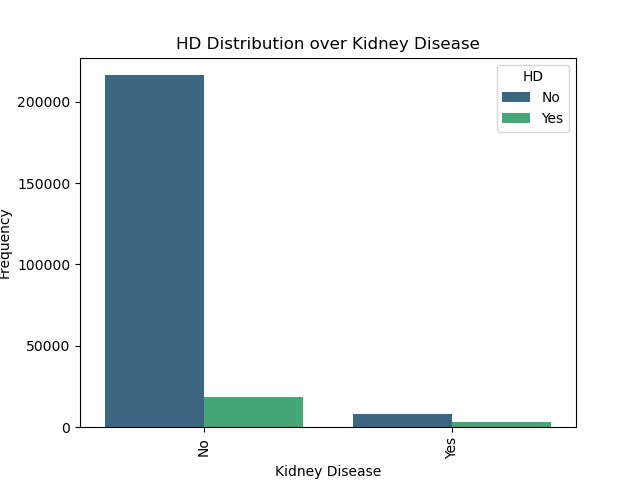 HD Distribution over Kidney Disease
HD
No
Yes
200000
150000
100000
50000
0
Frequency
No
Yes
Kidney Disease